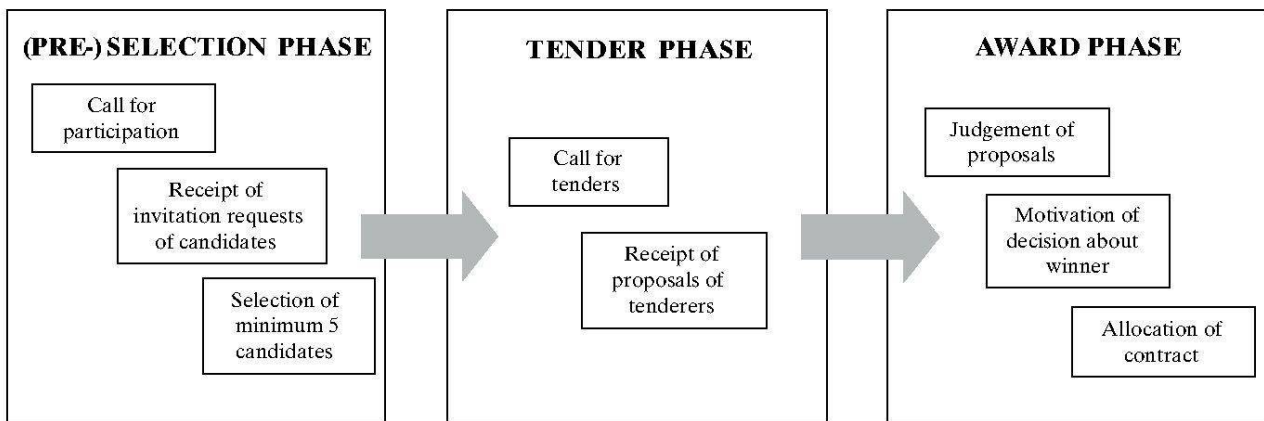 (PRE-) SELECTION PHASE
Call for
participation
Receipt of
invitation requests
of candidates
Selection of
minimum 5
candidates
TENDER PHASE
Call for
tenders
Receipt of
proposals of
tenderers
AWARD PHASE
Judgement of
proposals
Motivation of
decision about
winner
Allocation of
contract